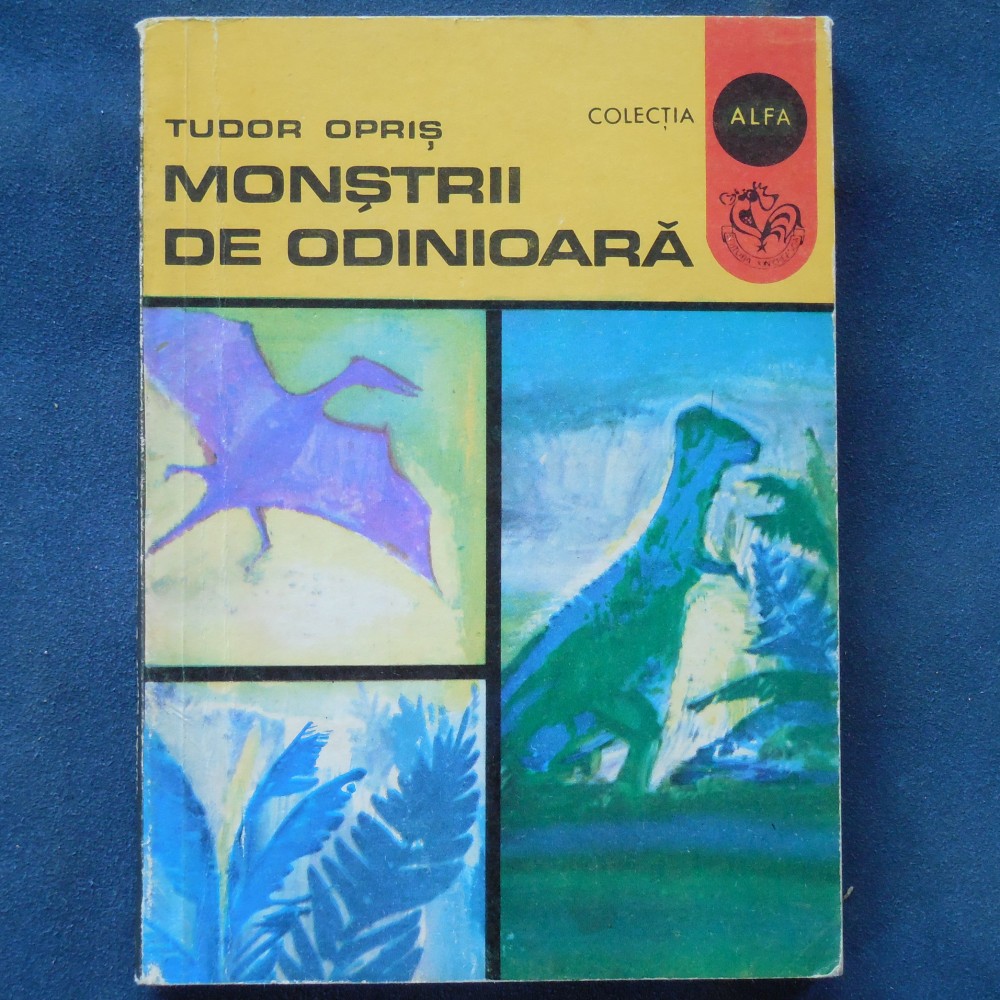 COLECȚIA ALFA
TUDOR OPRIȘ
MONȘTRII
DE ODINIOARĂ